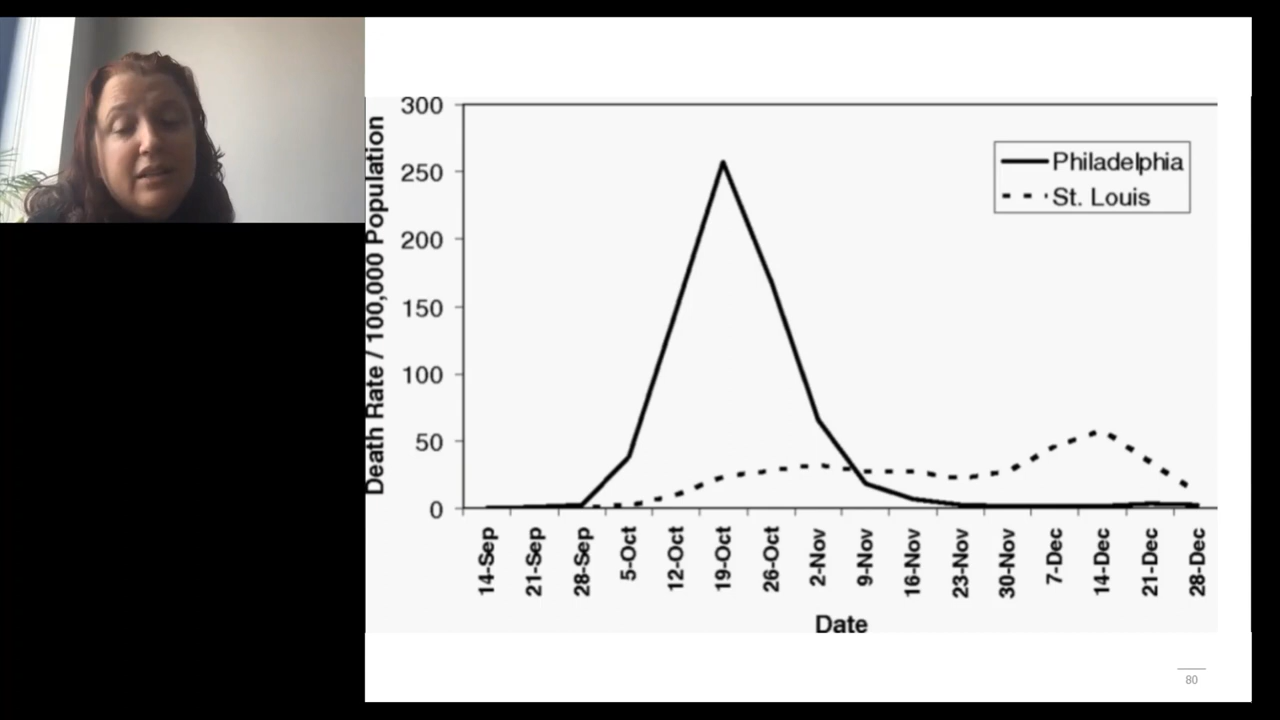 Death Rate / 100,000 Population
300
250
200
150
100
50
0
Philadelphia
St. Louis
14-Sep
21-Sep
28-Sep
5-Oct
12-Oct
19-Oct
26-Oct
2-Nov
9-Nov
16-Nov
23-Nov
30-Nov
7-Dec
14-Dec
21-Dec
28-Dec
Date
80